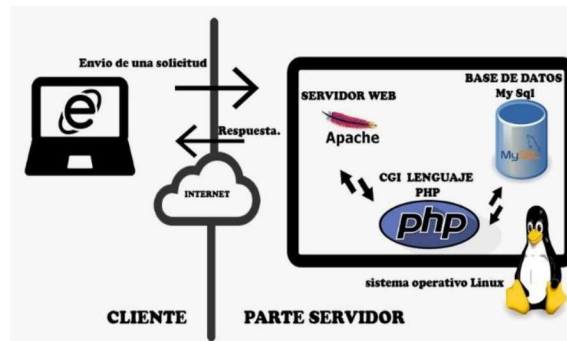 Envio de una solicitud
Respuesta.
INTERNET
SERVIDOR WEB
Apache
BASE DE DATOS
My Sql
MySQL
CGI LENGUAJE
PHP
php
sistema operativo Linux
CLIENTE
PARTE SERVIDOR